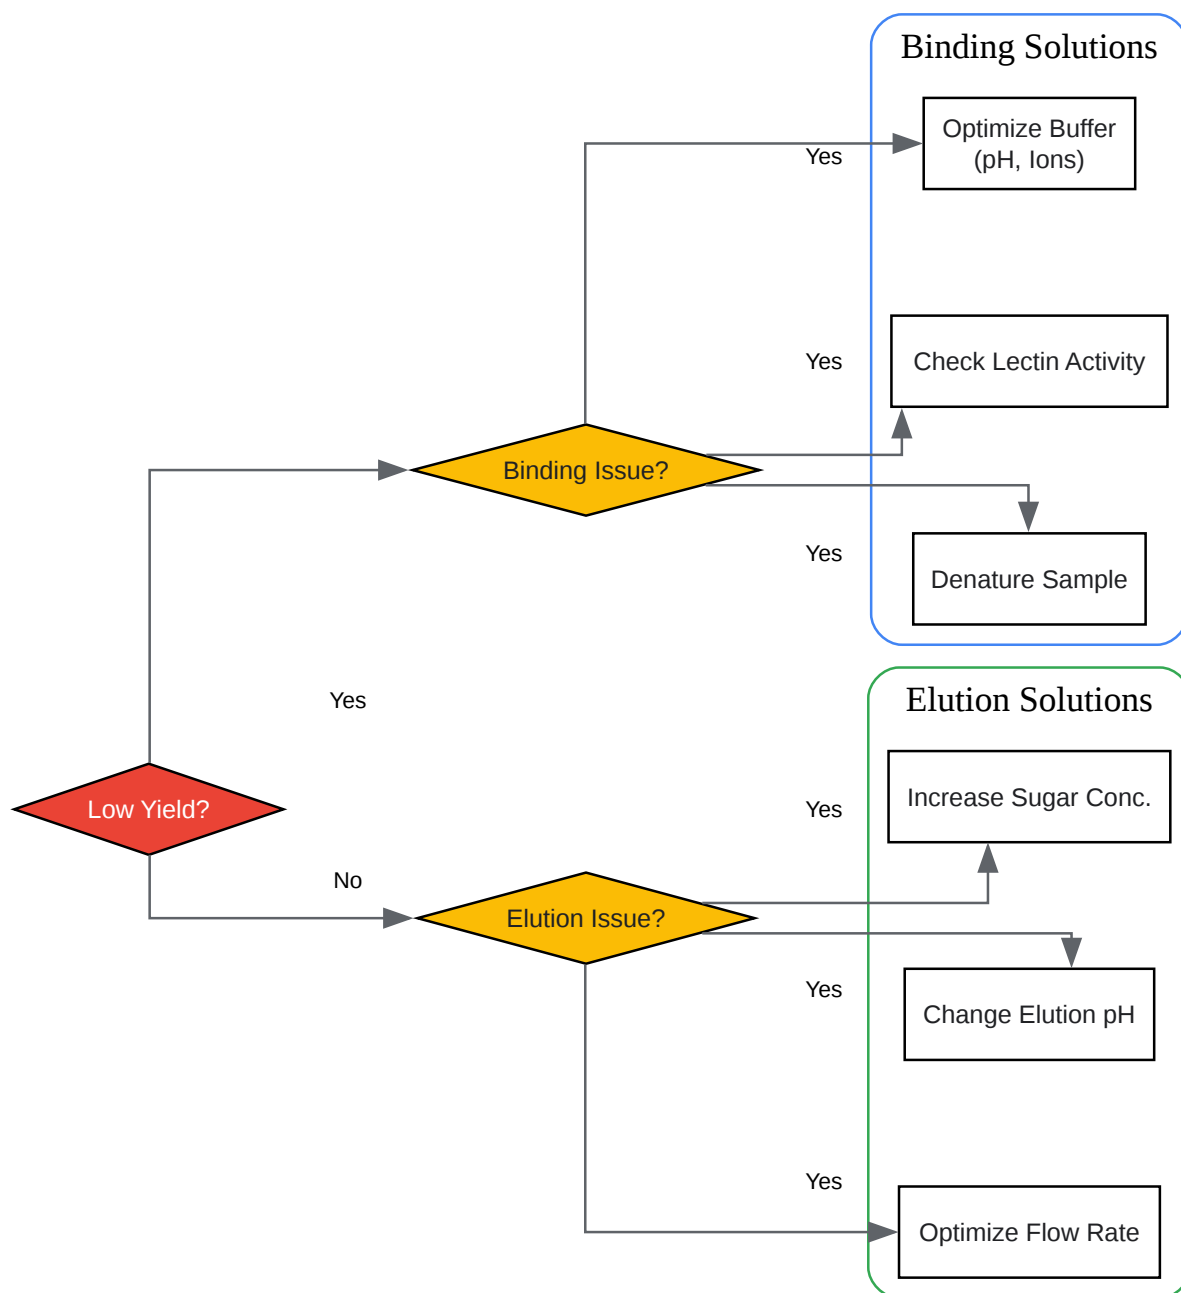 Binding Solutions
Optimize Buffer
(pH, Ions)
Yes
Check Lectin Activity
Yes
Binding Issue?
Denature Sample
Yes
Yes
Elution Solutions
Low Yield?
Increase Sugar Conc.
Yes
No
Elution Issue?
Change Elution pH
Yes
Yes
Optimize Flow Rate